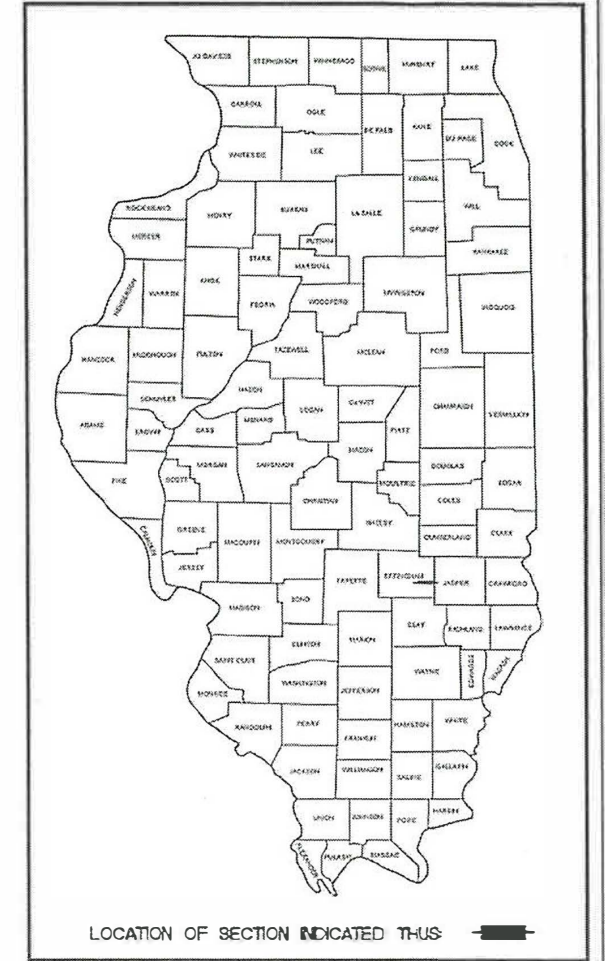 JO DAVIESS STEPHENSON WINNEBAGO BOONE MCHENRY LAKE
CARROLL OGLE DE KALB KANE DU PAGE COOK
WHITESIDE LEE
KENDALL
ROCK ISLAND HENRY BUREAU LA SALLE WILL
MERCER PUTNAM GRUNDY
STARK MARSHALL KANKAKEE
HENDERSON WARREN KNOX PEORIA WOODFORD LIVINGSTON IROQUOIS
HANCOCK MCDONOUGH FULTON TAZEWELL MCLEAN FORD
SCHUYLER MASON
ADAMS BROWN CASS MENARD LOGAN DEWITT PIATT CHAMPAIGN VERMILION
PIKE SCOTT MORGAN SANGAMON MACON MOULTRIE DOUGLAS EDGAR
CHRISTIAN COLES
CALHOUN GREENE MACOUPIN MONTGOMERY SHELBY CUMBERLAND CLARK
JERSEY FAYETTE EFFINGHAM JASPER CRAWFORD
MADISON BOND
CLINTON MARION CLAY RICHLAND LAWRENCE
SAINT CLAIR WASHINGTON WAYNE EDWARDS WABASH
MONROE JEFFERSON
RANDOLPH PERRY HAMILTON WHITE
FRANKLIN
JACKSON WILLIAMSON SALINE GALLATIN
UNION JOHNSON POPE HARDIN
ALEXANDER PULASKI MASSAC
LOCATION OF SECTION INDICATED THUS: